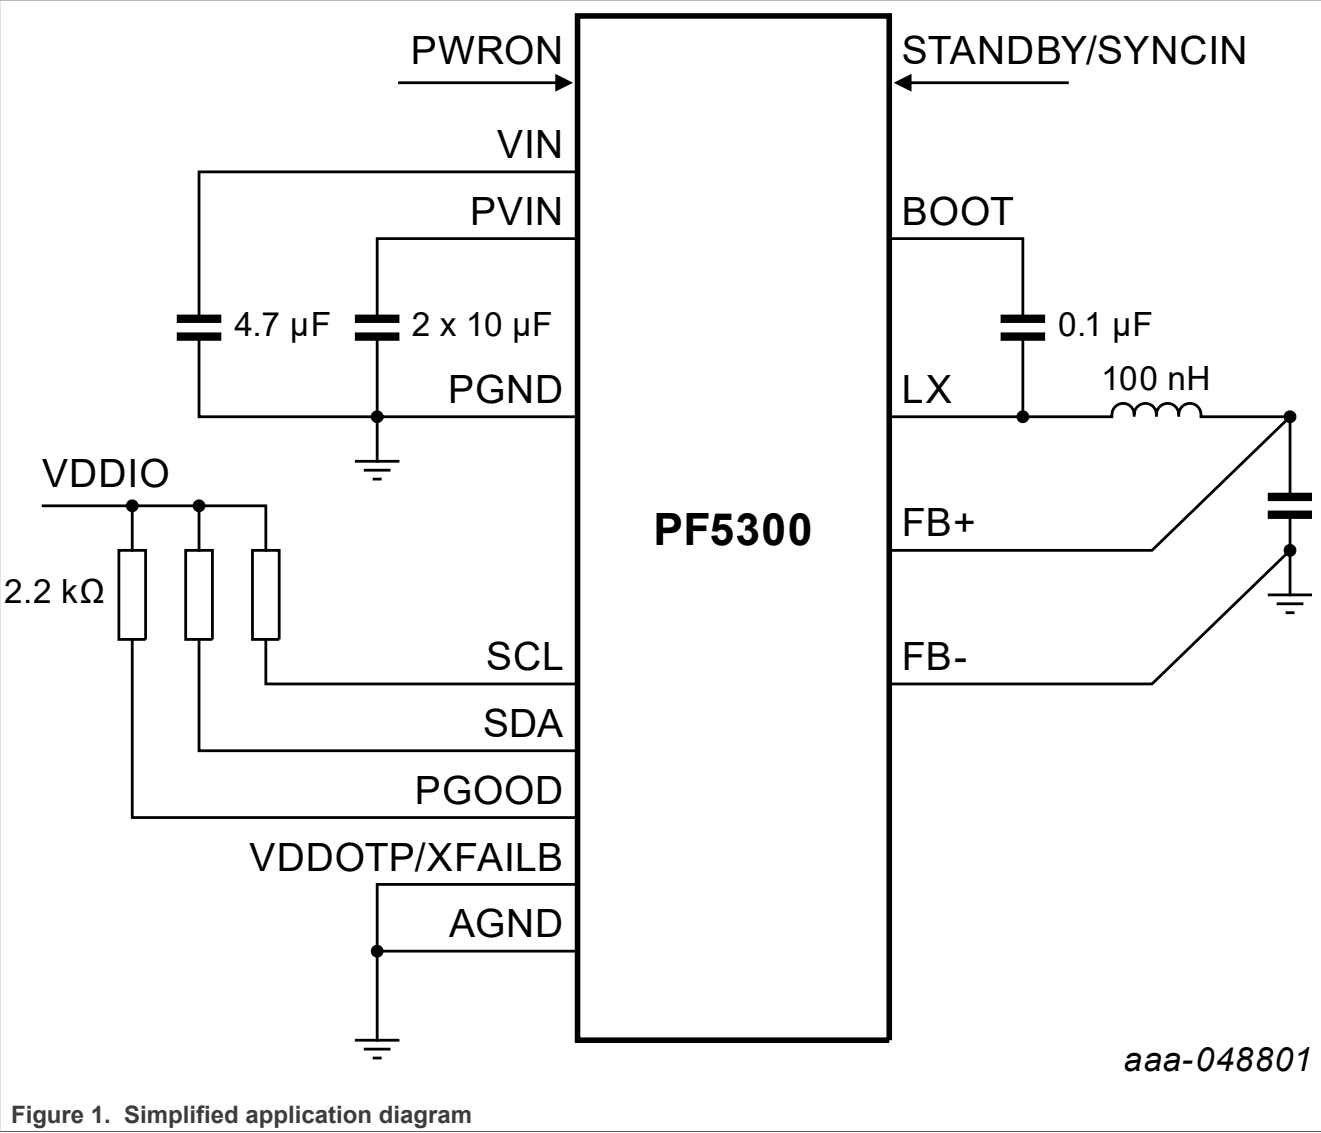 PWRON
STANDBY/SYNCIN
VIN
PVIN
BOOT
4.7 µF
2 x 10 µF
0.1 µF
PGND
LX
100 nH
VDDIO
FB+
PF5300
2.2 kΩ
SCL
FB-
SDA
PGOOD
VDDOTP/XFAILB
AGND
aaa-048801
Figure 1. Simplified application diagram